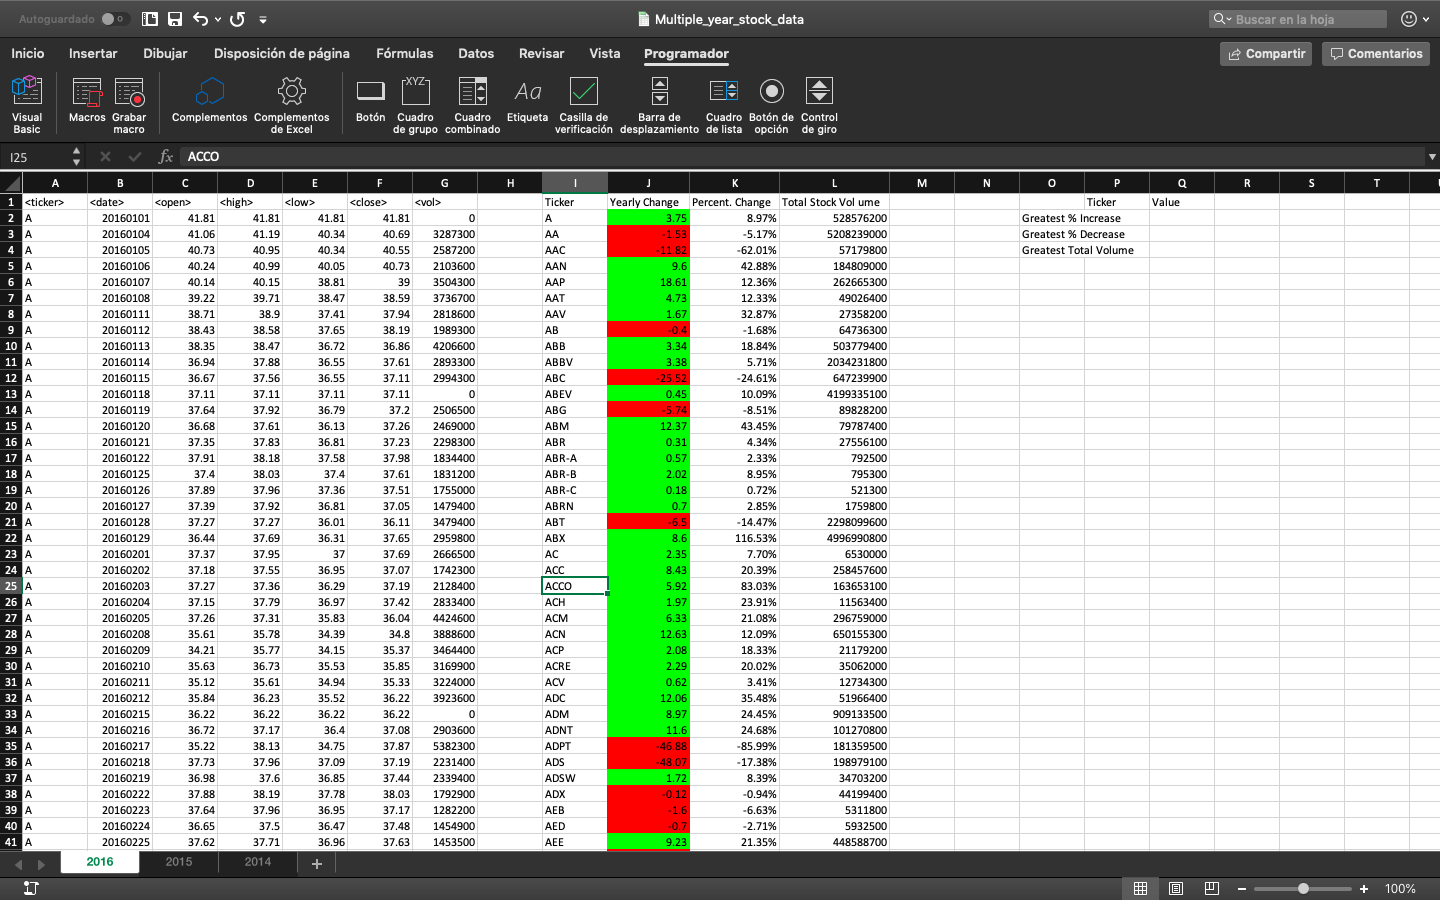 Autoguardado
Multiple_year_stock_data
Buscar en la hoja
Inicio Insertar Dibujar Disposición de página Fórmulas Datos Revisar Vista Programador Compartir Comentarios
Visual Basic Macros Grabar macro Complementos Complementos de Excel Botón Cuadro de grupo Cuadro combinado Etiqueta Casilla de verificación Barra de desplazamiento Cuadro de lista Botón de opción Control de giro
I25 fx ACCO
A B C D E F G H I J K L M N O P Q R S T
1 <ticker> <date> <open> <high> <low> <close> <vol> Ticker Yearly Change Percent. Change Total Stock Vol ume Ticker Value
2 A 20160101 41.81 41.81 41.81 41.81 0 A 3.75 8.97% 528576200 Greatest % Increase
3 A 20160104 41.06 41.19 40.34 40.69 3287300 AA -1.53 -5.17% 5208239000 Greatest % Decrease
4 A 20160105 40.73 40.95 40.34 40.55 2587200 AAC -11.82 -62.01% 57179800 Greatest Total Volume
5 A 20160106 40.24 40.99 40.05 40.73 2103600 AAN 9.6 42.88% 184809000
6 A 20160107 40.14 40.15 38.81 39 3504300 AAP 18.61 12.36% 262665300
7 A 20160108 39.22 39.71 38.47 38.59 3736700 AAT 4.73 12.33% 49026400
8 A 20160111 38.71 38.9 37.41 37.94 2818600 AAV 1.67 32.87% 27358200
9 A 20160112 38.43 38.58 37.65 38.19 1989300 AB -0.4 -1.68% 64736300
10 A 20160113 38.35 38.47 36.72 36.86 4206600 ABB 3.34 18.84% 503779400
11 A 20160114 36.94 37.88 36.55 37.61 2893300 ABBV 3.38 5.71% 2034231800
12 A 20160115 36.67 37.56 36.55 37.11 2994300 ABC -25.52 -24.61% 647239900
13 A 20160118 37.11 37.11 37.11 37.11 0 ABEV 0.45 10.09% 4199335100
14 A 20160119 37.64 37.92 36.79 37.2 2506500 ABG -5.74 -8.51% 89828200
15 A 20160120 36.68 37.61 36.13 37.26 2469000 ABM 12.37 43.45% 79787400
16 A 20160121 37.35 37.83 36.81 37.23 2298300 ABR 0.31 4.34% 27556100
17 A 20160122 37.91 38.18 37.58 37.98 1834400 ABR-A 0.57 2.33% 792500
18 A 20160125 37.4 38.03 37.4 37.61 1831200 ABR-B 2.02 8.95% 795300
19 A 20160126 37.89 37.96 37.36 37.51 1755000 ABR-C 0.18 0.72% 521300
20 A 20160127 37.39 37.92 36.81 37.05 1479400 ABRN 0.7 2.85% 1759800
21 A 20160128 37.27 37.27 36.01 36.11 3479400 ABT -6.5 -14.47% 2298099600
22 A 20160129 36.44 37.69 36.31 37.65 2959800 ABX 8.6 116.53% 4996990800
23 A 20160201 37.37 37.95 37 37.69 2666500 AC 2.35 7.70% 6530000
24 A 20160202 37.18 37.55 36.95 37.07 1742300 ACC 8.43 20.39% 258457600
25 A 20160203 37.27 37.36 36.29 37.19 2128400 ACCO 5.92 83.03% 163653100
26 A 20160204 37.15 37.79 36.97 37.42 2833400 ACH 1.97 23.91% 11563400
27 A 20160205 37.26 37.31 35.83 36.04 4424600 ACM 6.33 21.08% 296759000
28 A 20160208 35.61 35.78 34.39 34.8 3888600 ACN 12.63 12.09% 650155300
29 A 20160209 34.21 35.77 34.15 35.37 3464400 ACP 2.08 18.33% 21179200
30 A 20160210 35.63 36.73 35.53 35.85 3169900 ACRE 2.29 20.02% 35062000
31 A 20160211 35.12 35.61 34.94 35.33 3224000 ACV 0.62 3.41% 12734300
32 A 20160212 35.84 36.23 35.52 36.22 3923600 ADC 12.06 35.48% 51966400
33 A 20160215 36.22 36.22 36.22 36.22 0 ADM 8.97 24.45% 909133500
34 A 20160216 36.72 37.17 36.4 37.08 2903600 ADNT 11.6 24.68% 101270800
35 A 20160217 35.22 38.13 34.75 37.87 5382300 ADPT -46.88 -85.99% 181359500
36 A 20160218 37.73 37.96 37.09 37.19 2231400 ADS -48.07 -17.38% 198979100
37 A 20160219 36.98 37.6 36.85 37.44 2339400 ADSW 1.72 8.39% 34703200
38 A 20160222 37.88 38.19 37.78 38.03 1792900 ADX -0.12 -0.94% 44199400
39 A 20160223 37.64 37.96 36.95 37.17 1282200 AEB -1.6 -6.63% 5311800
40 A 20160224 36.65 37.5 36.47 37.48 1454900 AED -0.7 -2.71% 5932500
41 A 20160225 37.62 37.71 36.96 37.63 1453500 AEE 9.23 21.35% 448588700
2016 2015 2014
100%